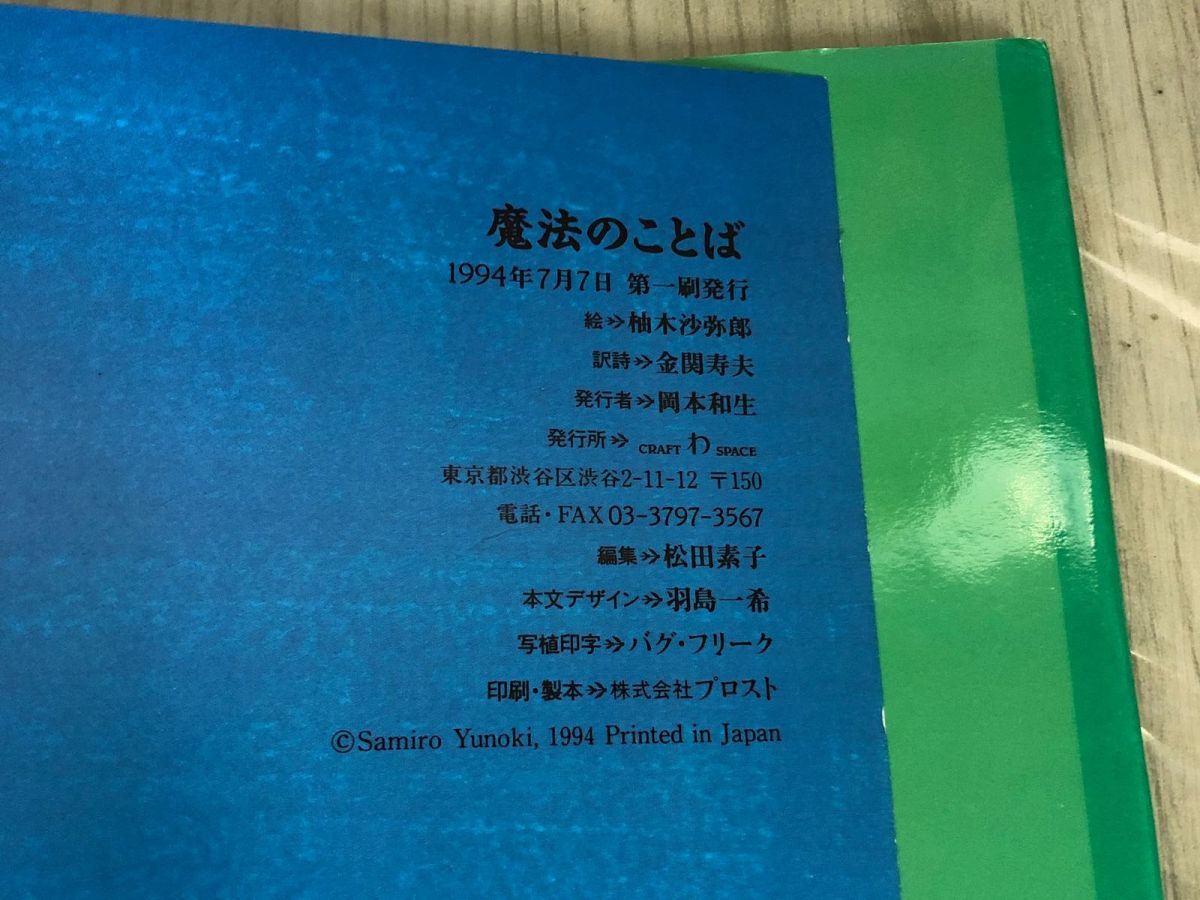 魔法のことば
1994年7月7日 第一刷発行
絵≫柚木沙弥郎
訳詩≫金関寿夫
発行者≫岡本和生
発行所≫ CRAFT わ SPACE
東京都渋谷区渋谷2-11-12 〒150
電話・FAX 03-3797-3567
編集≫松田素子
本文デザイン≫羽島一希
写植印字≫バグ・フリーク
印刷・製本≫株式会社プロスト
©Samiro Yunoki, 1994 Printed in Japan